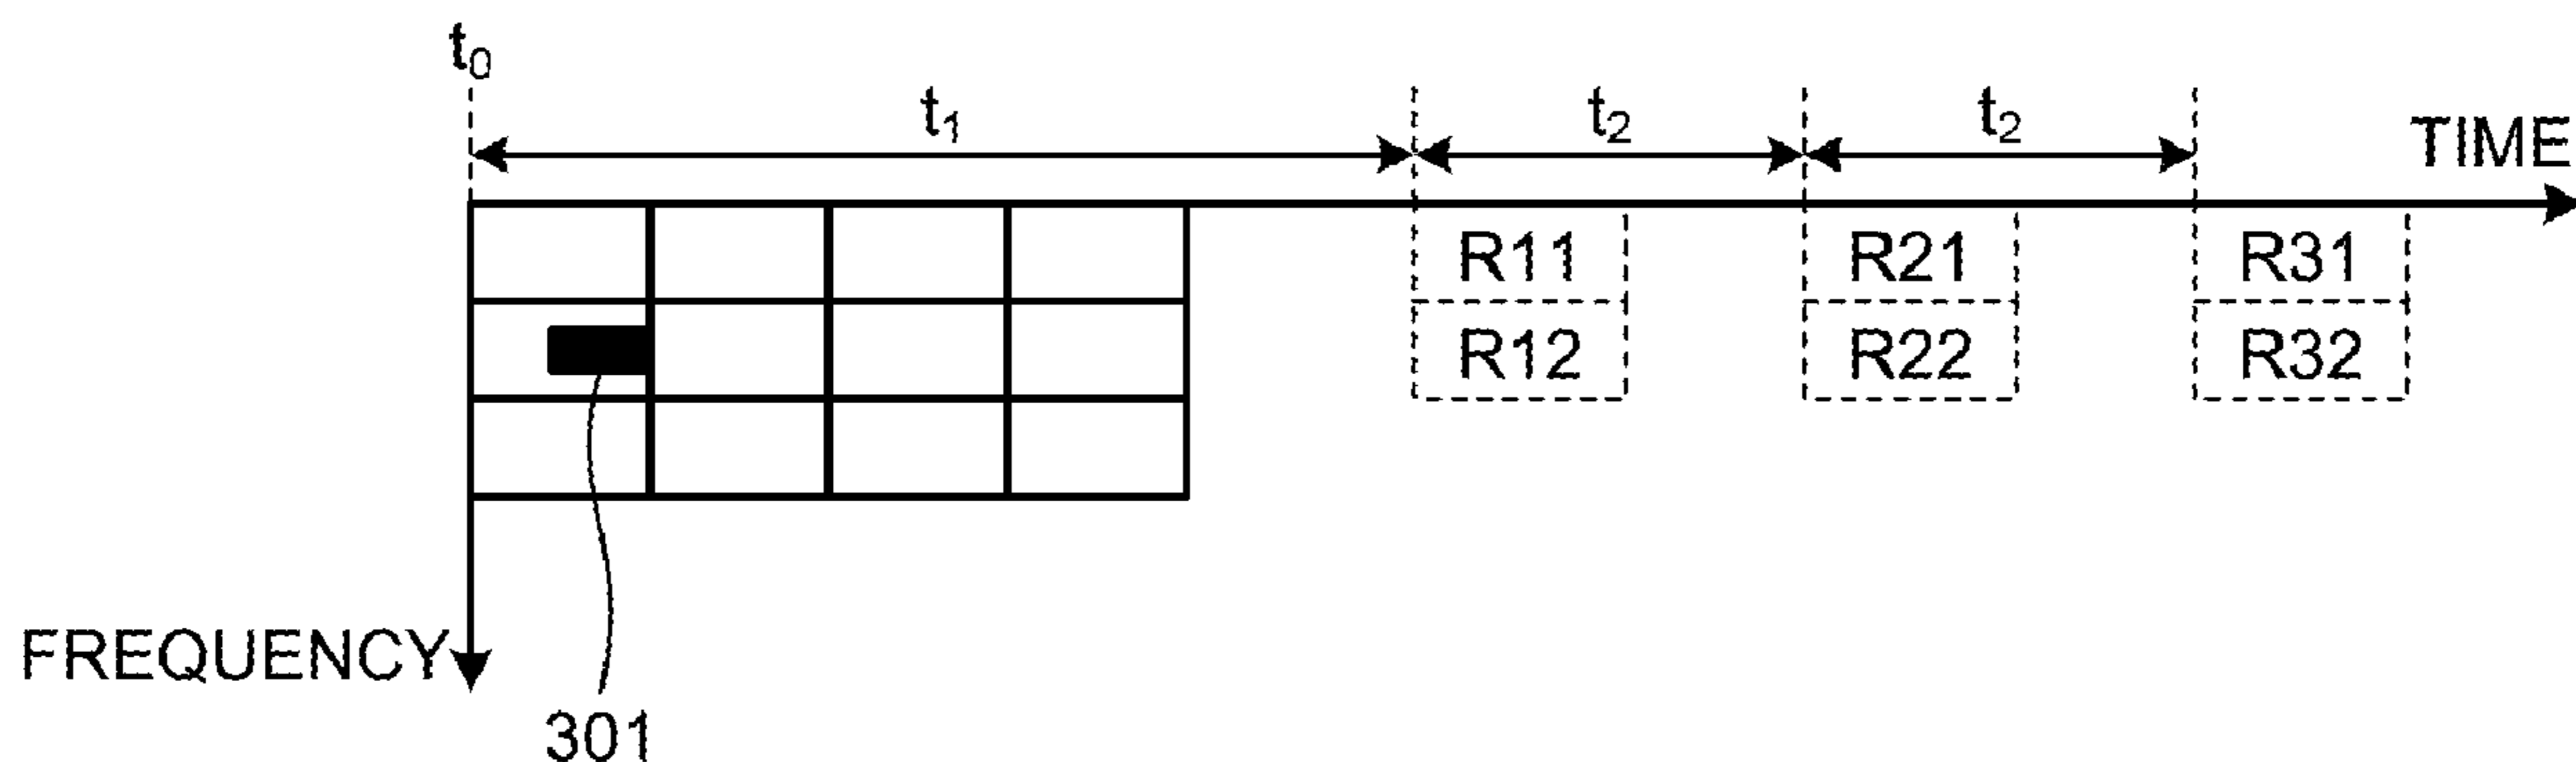 t₀
t₁ t₂ t₂ TIME
R11 R21 R31
R12 R22 R32
FREQUENCY
301